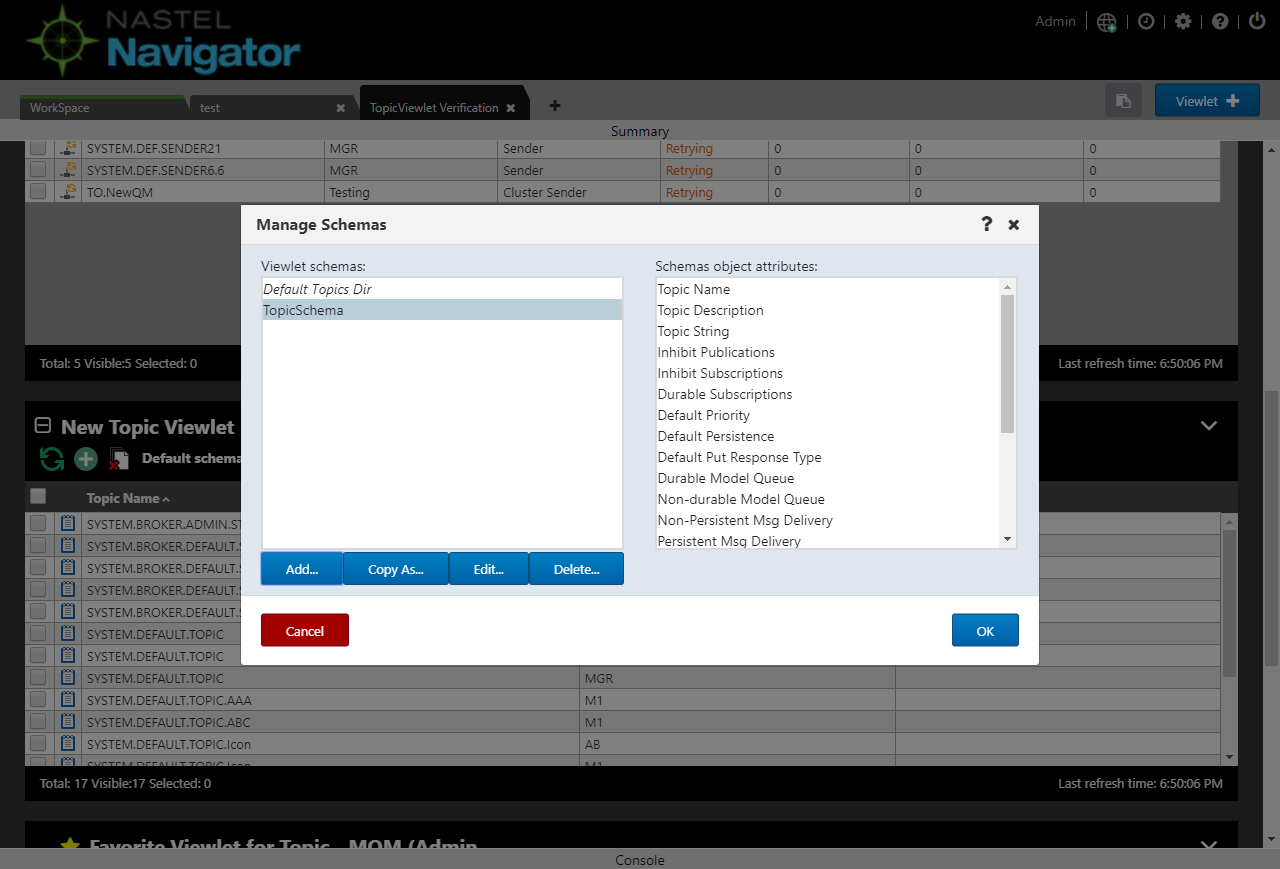 NASTEL
Navigator
Admin
WorkSpace
test
TopicViewlet Verification
Viewlet
Summary
SYSTEM.DEF.SENDER21 MGR Sender Retrying 0 0 0
SYSTEM.DEF.SENDER6.6 MGR Sender Retrying 0 0 0
TO.NewQM Testing Cluster Sender Retrying 0 0 0
Manage Schemas ?
Viewlet schemas:
Default Topics Dir
TopicSchema
Schemas object attributes:
Topic Name
Topic Description
Topic String
Inhibit Publications
Inhibit Subscriptions
Durable Subscriptions
Default Priority
Default Persistence
Default Put Response Type
Durable Model Queue
Non-durable Model Queue
Non-Persistent Msg Delivery
Persistent Msg Delivery
Add... Copy As... Edit... Delete...
Cancel OK
Total: 5 Visible:5 Selected: 0
Last refresh time: 6:50:06 PM
New Topic Viewlet
Default schema
Topic Name
SYSTEM.BROKER.ADMIN.ST
SYSTEM.BROKER.DEFAULT.S
SYSTEM.BROKER.DEFAULT.S
SYSTEM.BROKER.DEFAULT.S
SYSTEM.BROKER.DEFAULT.S
SYSTEM.DEFAULT.TOPIC
SYSTEM.DEFAULT.TOPIC
SYSTEM.DEFAULT.TOPIC MGR
SYSTEM.DEFAULT.TOPIC.AAA M1
SYSTEM.DEFAULT.TOPIC.ABC M1
SYSTEM.DEFAULT.TOPIC.Icon AB
SYSTEM.DEFAULT.TOPIC.Icon M1
Total: 17 Visible:17 Selected: 0
Last refresh time: 6:50:06 PM
Favorite Viewlet for Topic - MQM (Admin
Console